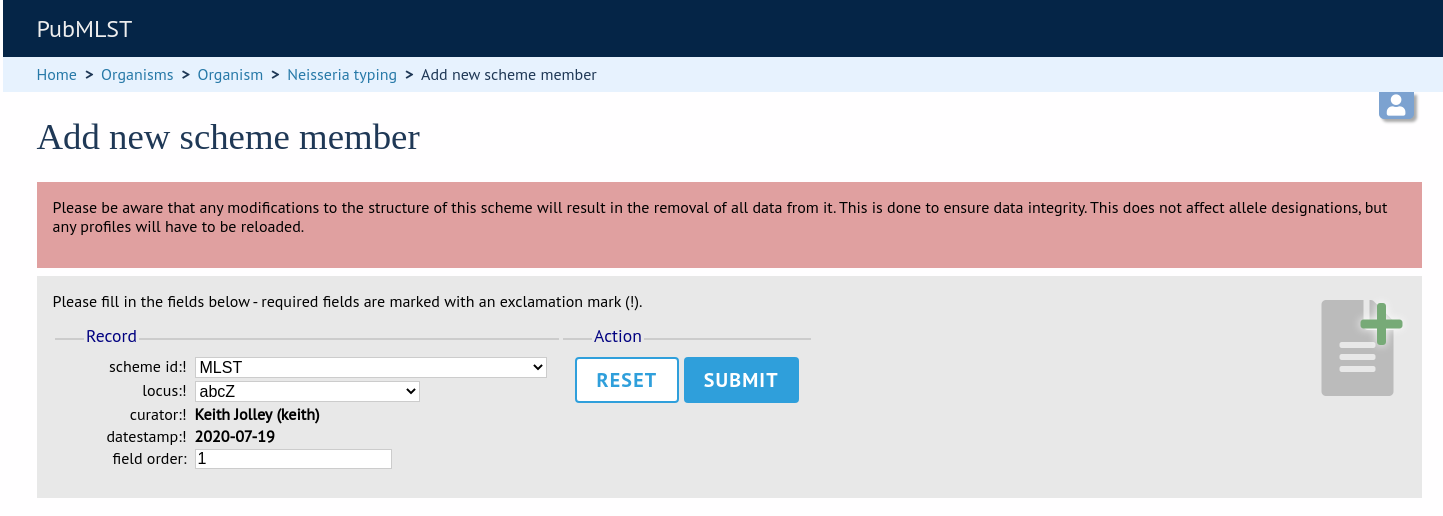 PubMLST
Home > Organisms > Organism > Neisseria typing > Add new scheme member
Add new scheme member
Please be aware that any modifications to the structure of this scheme will result in the removal of all data from it. This is done to ensure data integrity. This does not affect allele designations, but
any profiles will have to be reloaded.
Please fill in the fields below - required fields are marked with an exclamation mark (!).
Record
scheme id:! MLST
locus:! abcZ
curator:! Keith Jolley (keith)
datestamp:! 2020-07-19
field order: 1
Action
RESET SUBMIT